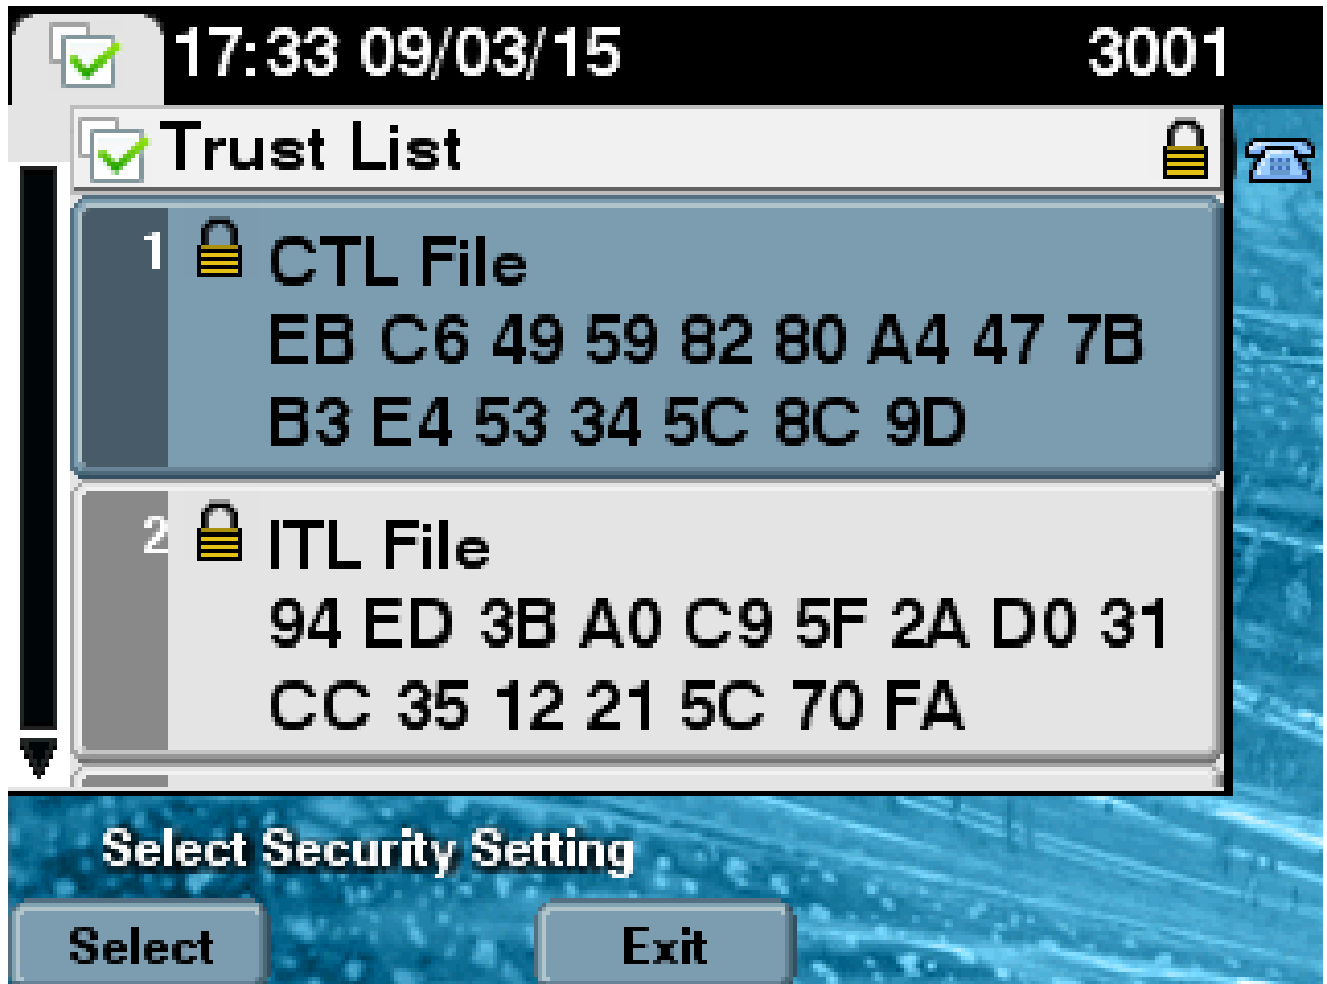 17:33 09/03/15 3001
Trust List
1 CTL File
EB C6 49 59 82 80 A4 47 7B
B3 E4 53 34 5C 8C 9D
2 ITL File
94 ED 3B A0 C9 5F 2A D0 31
CC 35 12 21 5C 70 FA
Select Security Setting
Select Exit